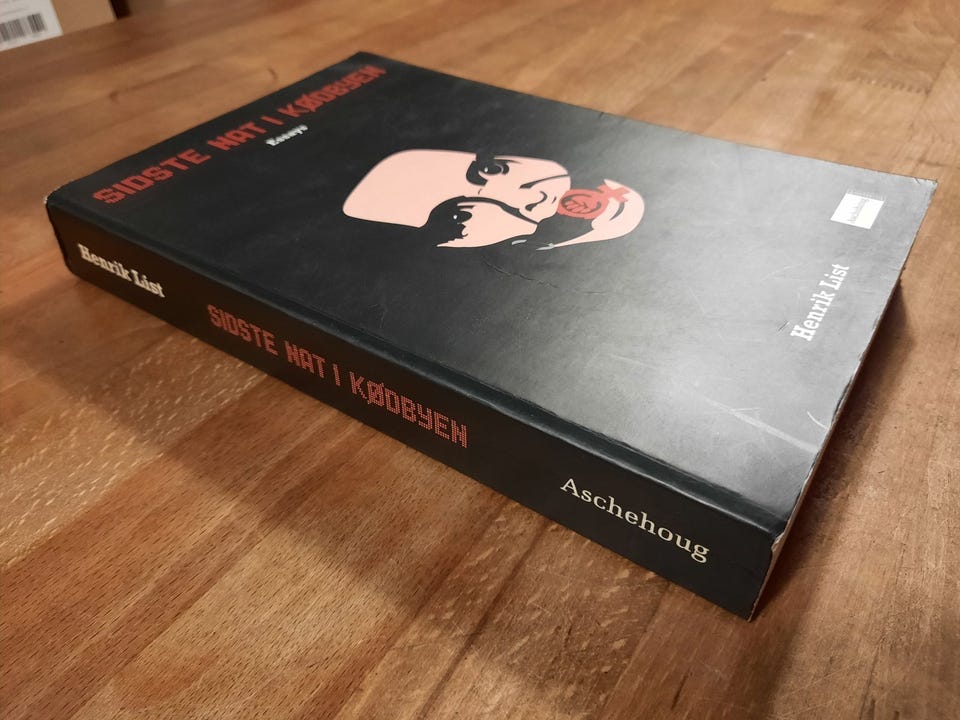 SIDSTE NAT I KØDBYEN
Essays
Henrik List
Henrik List
SIDSTE NAT I KØDBYEN
Aschehoug